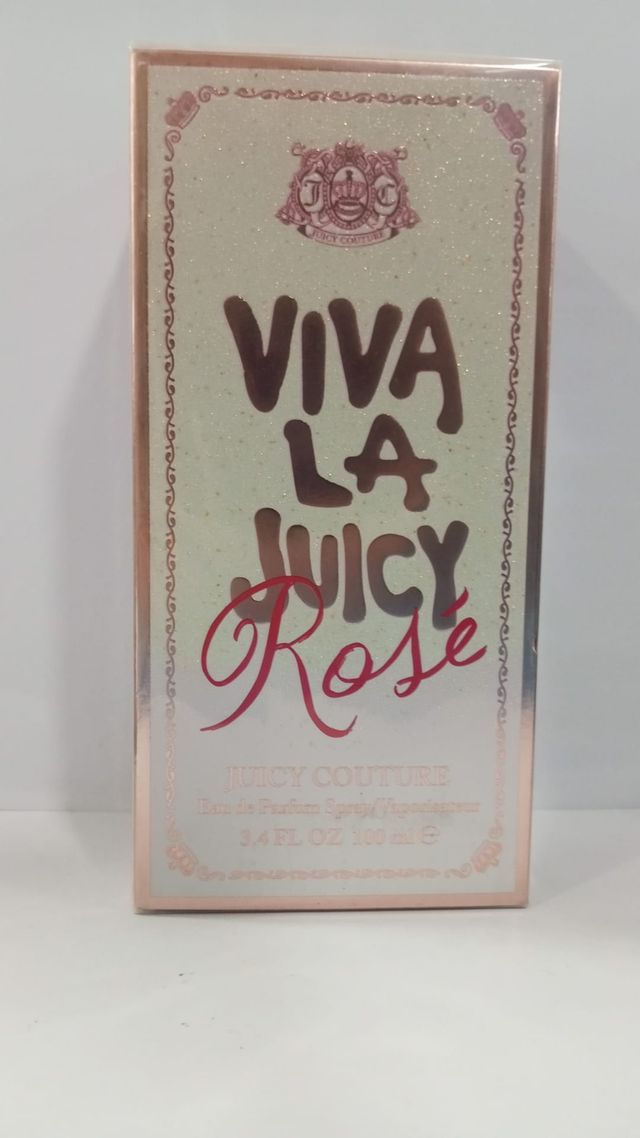 J C
JUICY COUTURE
VIVA
LA
JUICY
Rosé
JUICY COUTURE
Eau de Parfum Spray/Vaporisateur
3.4 FL OZ 100 ml ℮